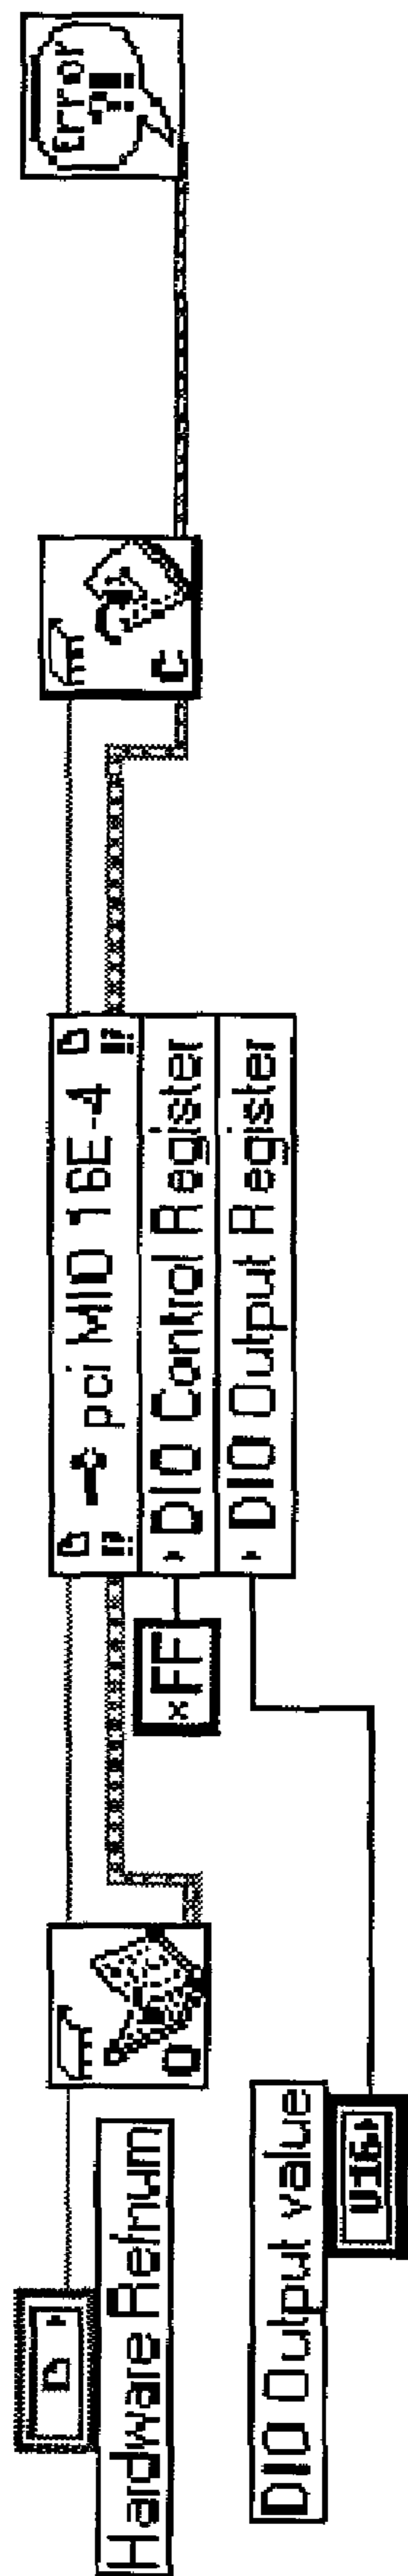 Hardware Refnum
DIO Output value
U16
O
xFF
pci MIO 16E-4
DIO Control Register
DIO Output Register
C
Error